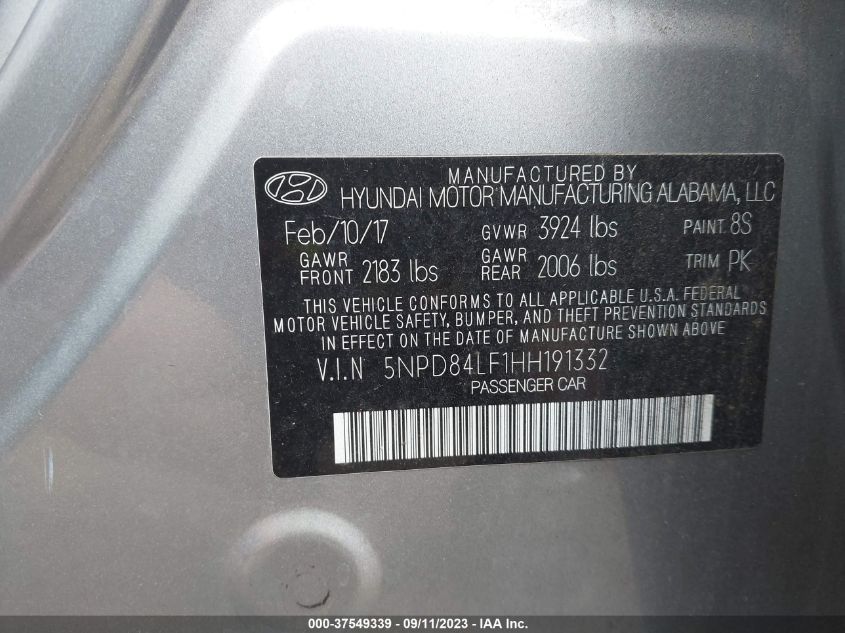 MANUFACTURED BY
HYUNDAI MOTOR MANUFACTURING ALABAMA, LLC
Feb/10/17 GVWR 3924 lbs PAINT 8S
GAWR FRONT 2183 lbs GAWR REAR 2006 lbs TRIM PK
THIS VEHICLE CONFORMS TO ALL APPLICABLE U.S.A. FEDERAL
MOTOR VEHICLE SAFETY, BUMPER, AND THEFT PREVENTION STANDARDS
IN EFFECT ON THE DATE OF MANUFACTURE SHOWN ABOVE
V.I.N 5NPD84LF1HH191332
PASSENGER CAR
000-37549339 - 09/11/2023 - IAA Inc.